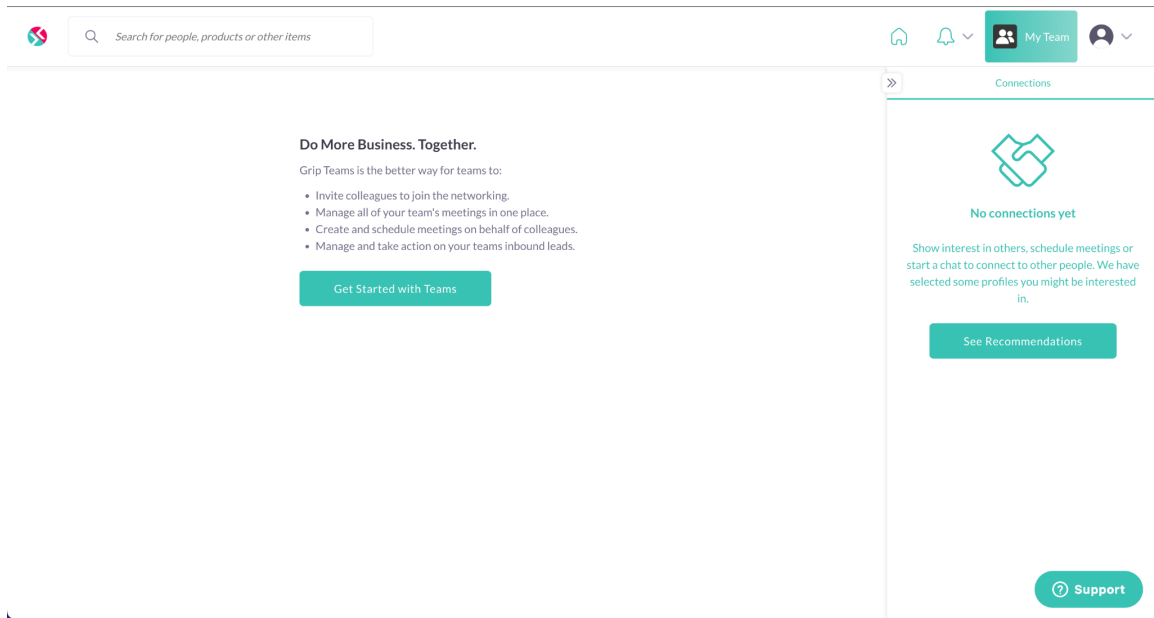 Search for people, products or other items
My Team
Connections
Do More Business. Together.
Grip Teams is the better way for teams to:
• Invite colleagues to join the networking.
• Manage all of your team's meetings in one place.
• Create and schedule meetings on behalf of colleagues.
• Manage and take action on your teams inbound leads.
Get Started with Teams
No connections yet
Show interest in others, schedule meetings or
start a chat to connect to other people. We have
selected some profiles you might be interested
in.
See Recommendations
Support